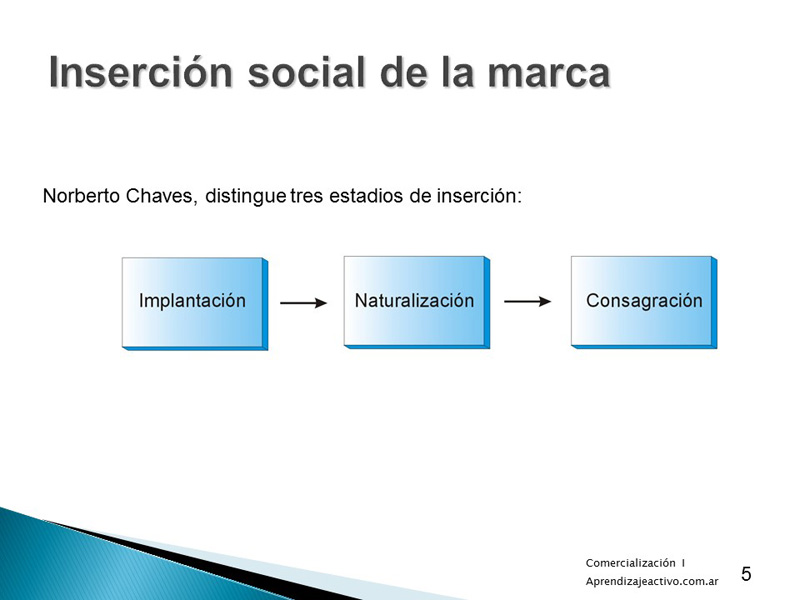 Inserción social de la marca
Norberto Chaves, distingue tres estadios de inserción:
Implantación
Naturalización
Consagración
Comercialización I
Aprendizajeactivo.com.ar
5